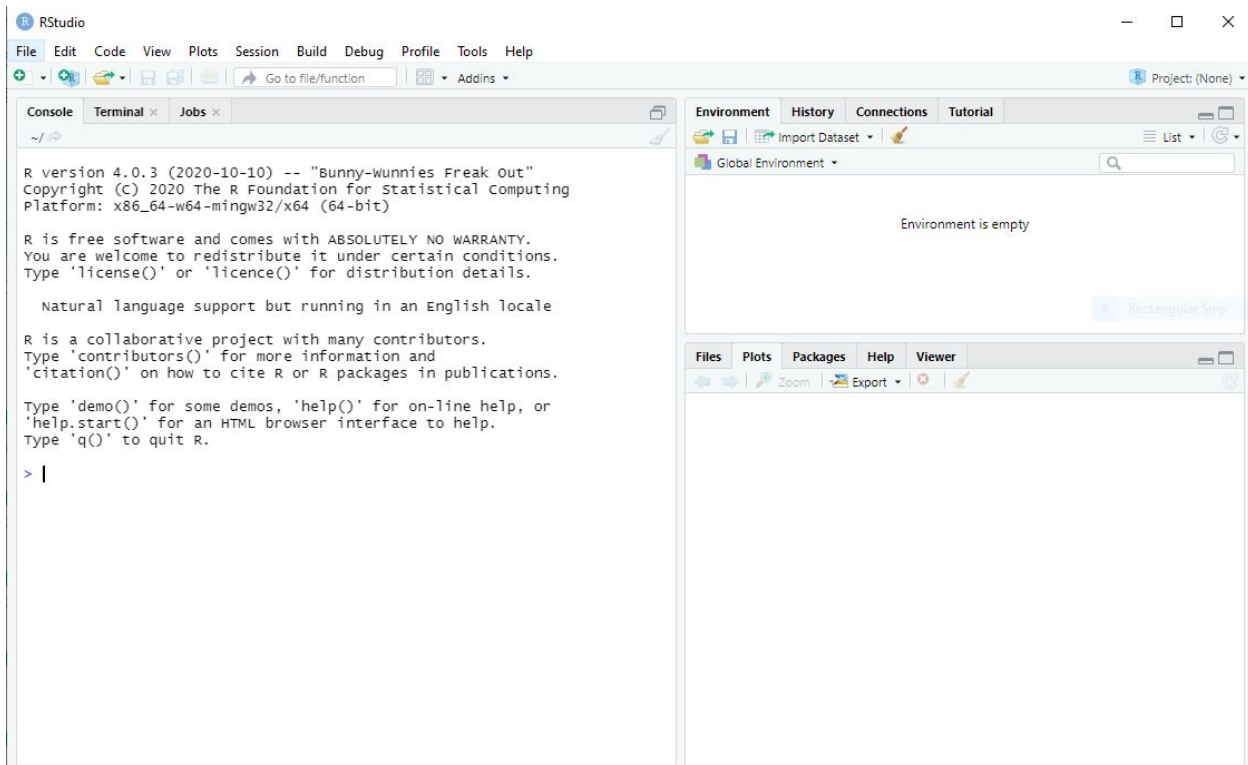 RStudio
File Edit Code View Plots Session Build Debug Profile Tools Help
Go to file/function Addins Project: (None)
Console Terminal Jobs
~/
R version 4.0.3 (2020-10-10) -- "Bunny-Wunnies Freak Out"
Copyright (C) 2020 The R Foundation for Statistical Computing
Platform: x86_64-w64-mingw32/x64 (64-bit)
R is free software and comes with ABSOLUTELY NO WARRANTY.
You are welcome to redistribute it under certain conditions.
Type 'license()' or 'licence()' for distribution details.
Natural language support but running in an English locale
R is a collaborative project with many contributors.
Type 'contributors()' for more information and
'citation()' on how to cite R or R packages in publications.
Type 'demo()' for some demos, 'help()' for on-line help, or
'help.start()' for an HTML browser interface to help.
Type 'q()' to quit R.
>
Environment History Connections Tutorial
Import Dataset List
Global Environment
Environment is empty
Rectangular Snip
Files Plots Packages Help Viewer
Zoom Export